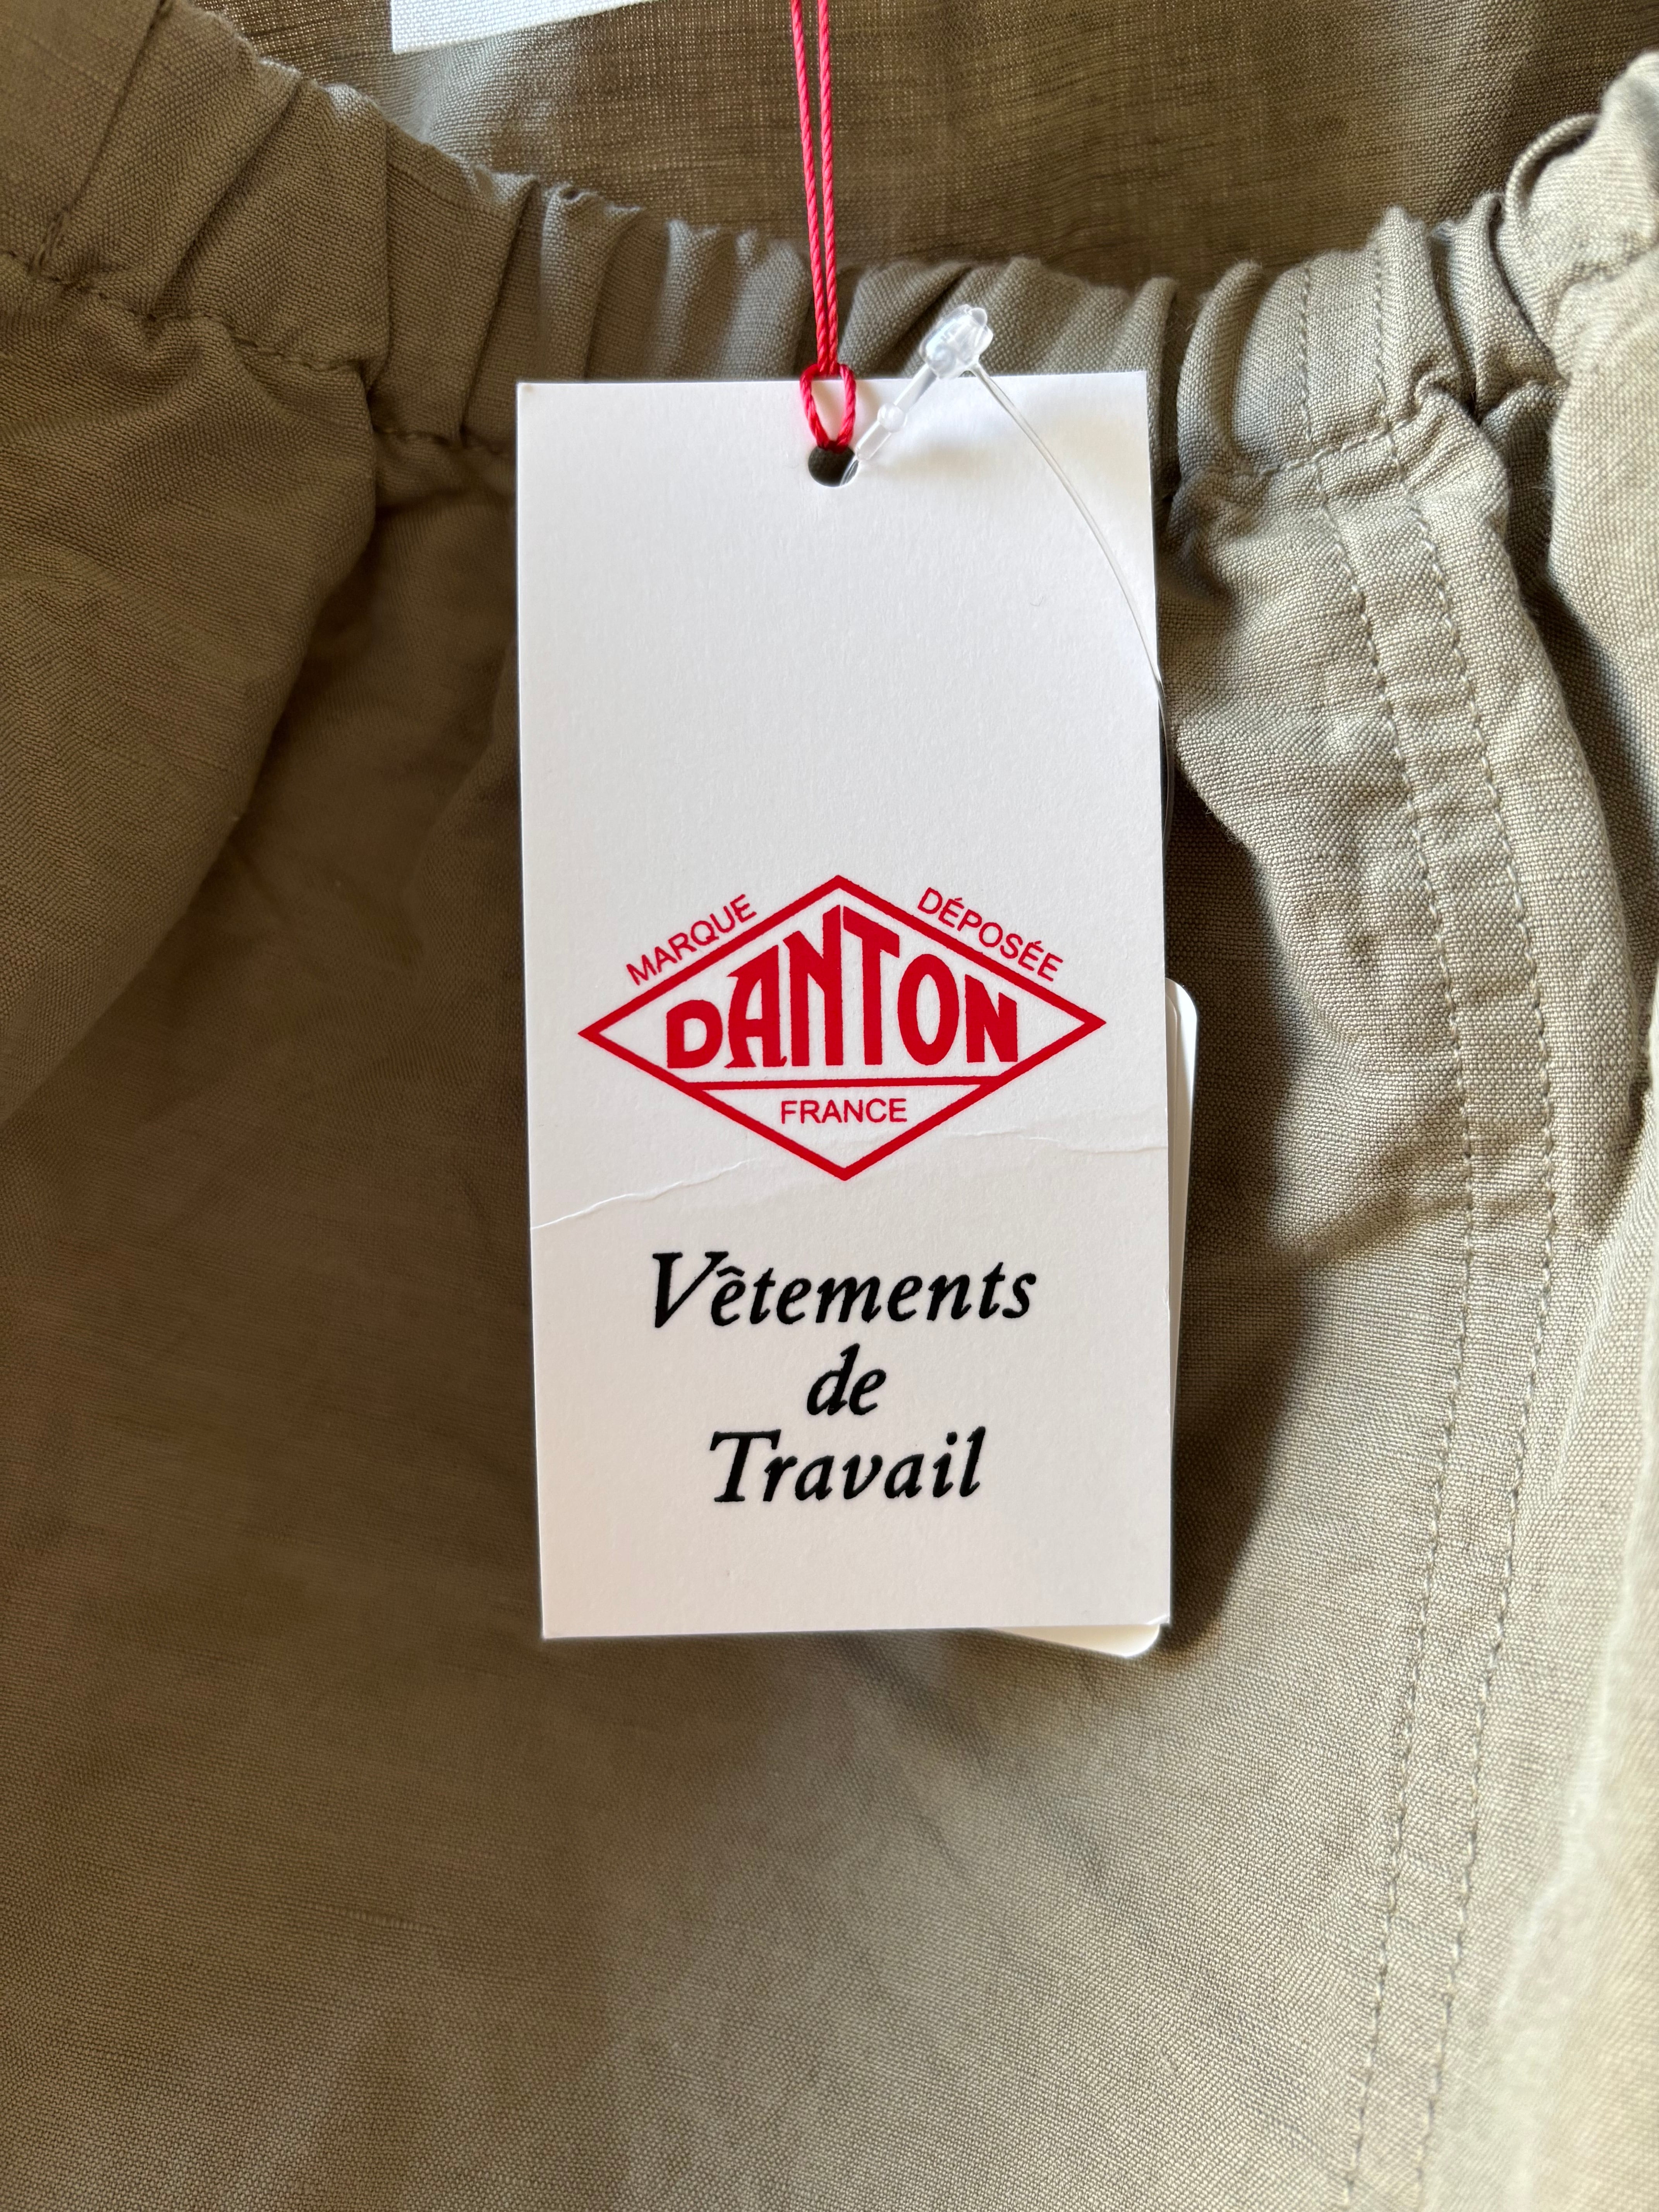 MARQUE DÉPOSÉE
DANTON
FRANCE
Vêtements
de
Travail